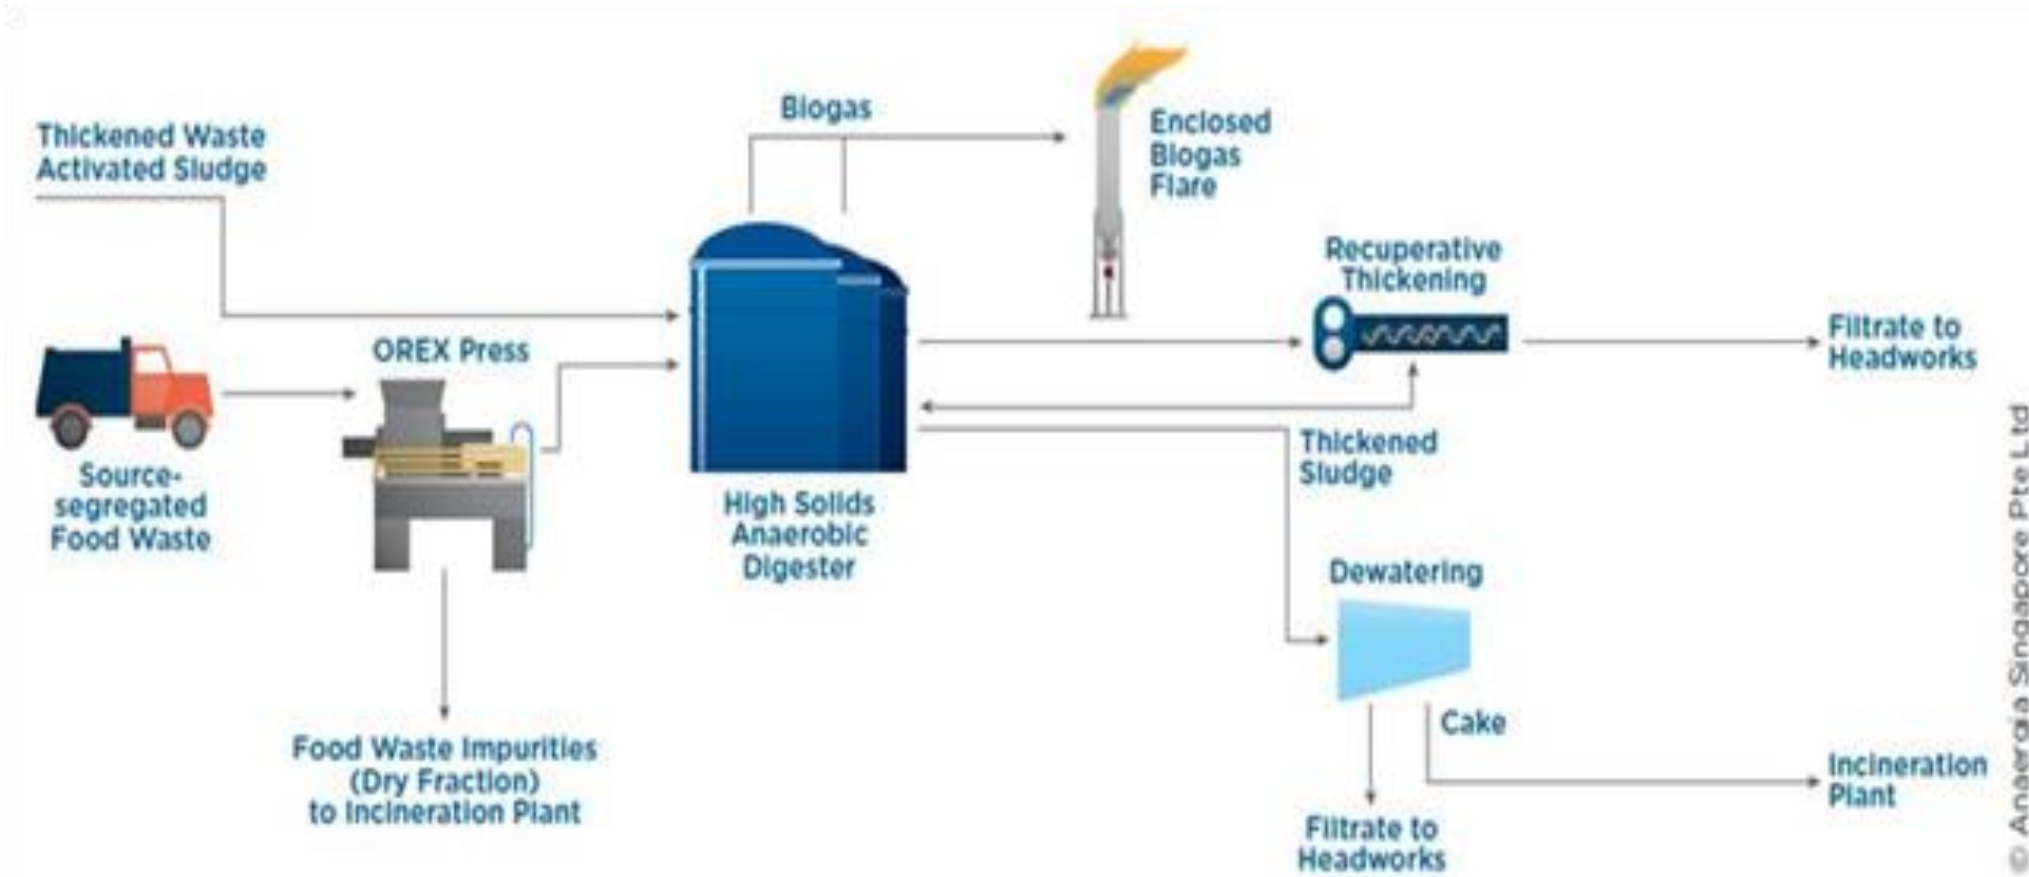 Thickened Waste
Activated Sludge
Biogas
Enclosed
Biogas
Flare
Recuperative
Thickening
Filtrate to
Headworks
OREX Press
Source-
segregated
Food Waste
High Solids
Anaerobic
Digester
Thickened
Sludge
Dewatering
Cake
Incineration
Plant
Filtrate to
Headworks
Food Waste Impurities
(Dry Fraction)
to Incineration Plant
© Anaergia Singapore Pte Ltd